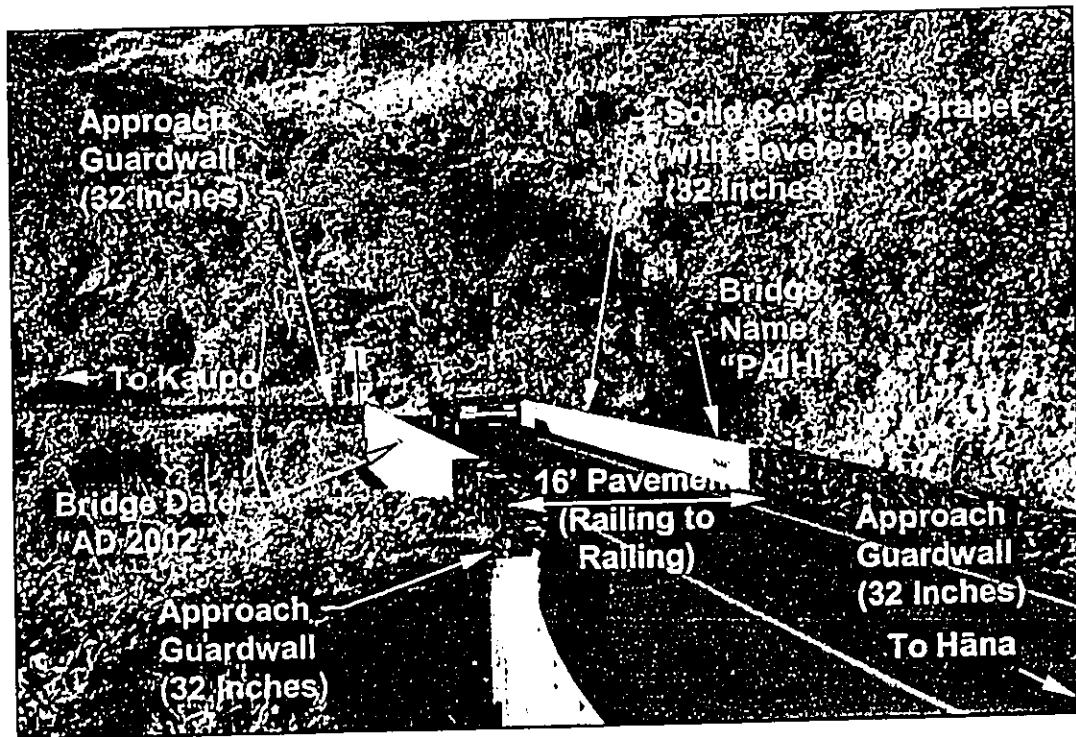 Approach
Guardwall
(32 Inches)
Solid Concrete Parapet
with Beveled Top
(32 Inches)
Bridge
Name
"PAIHI
To Kaupo
Bridge Date
"AD 2002"
16' Pavement
(Railing to
Railing)
Approach
Guardwall
(32 Inches)
Approach
Guardwall
(32 Inches)
To Hāna